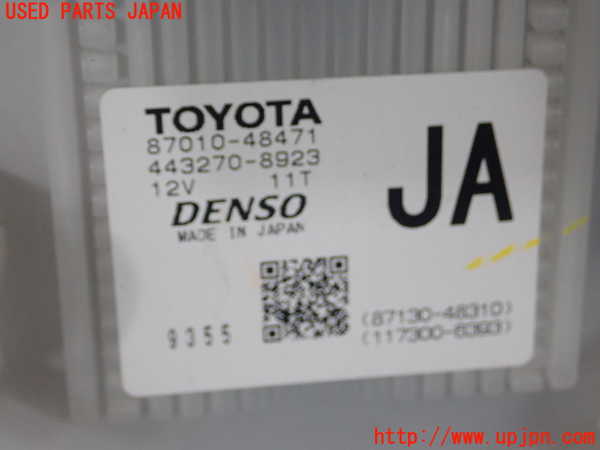 USED PARTS JAPAN
TOYOTA
87010-48471
443270-8923
12V 11T
JA
DENSO
MADE IN JAPAN
(87130-48310)
(117300-6393)
9355
http://www.upjpn.com/